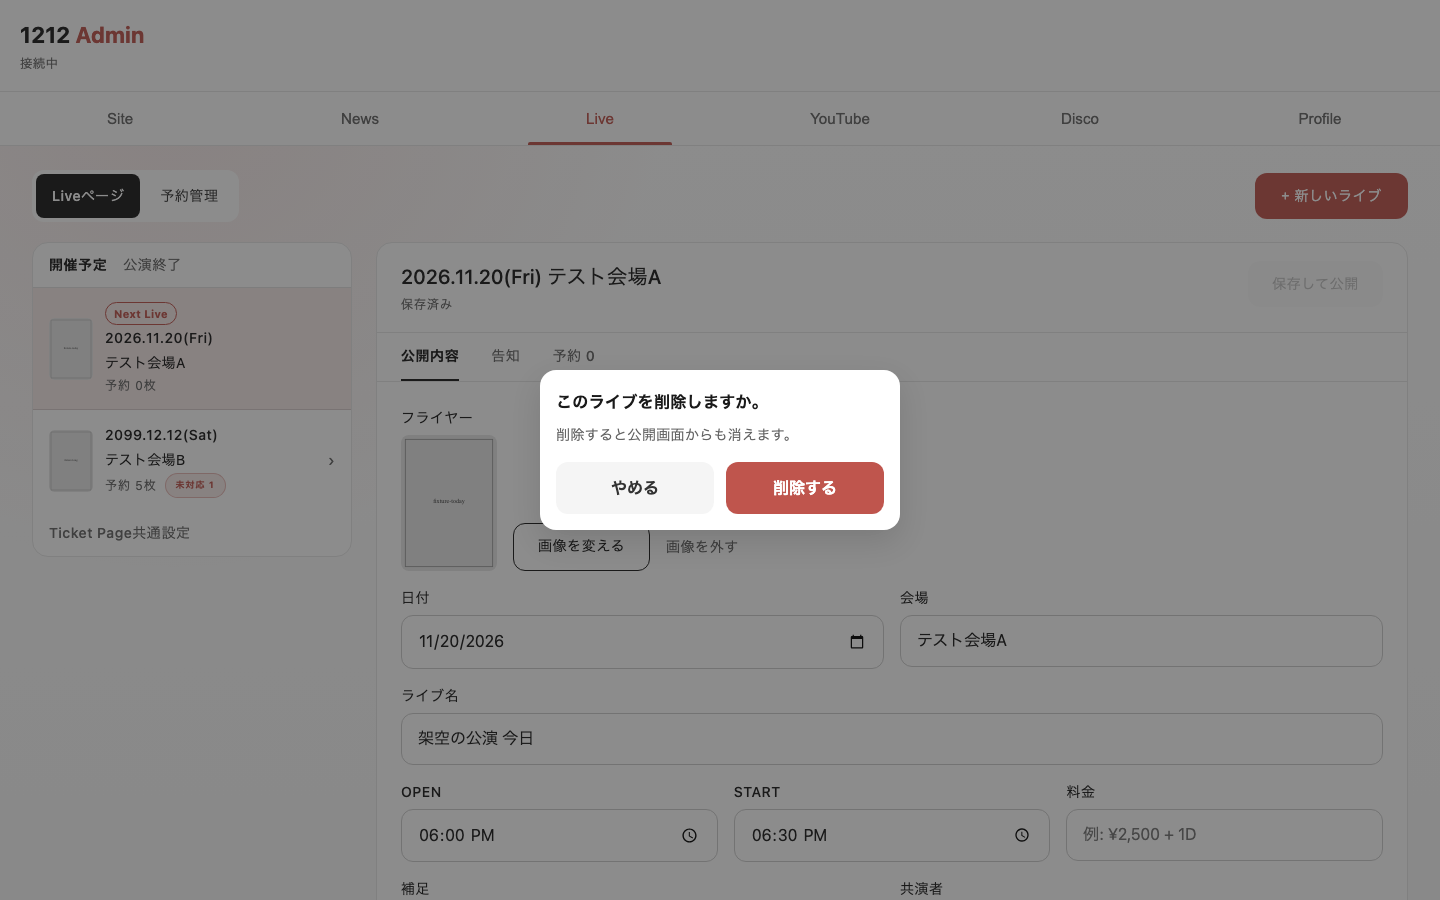 1212 Admin
接続中
Site
News
Live
YouTube
Disco
Profile
Liveページ
予約管理
+ 新しいライブ
開催予定
公演終了
Next Live
2026.11.20(Fri)
テスト会場A
予約 0枚
2099.12.12(Sat)
テスト会場B
予約 5枚
未対応 1
Ticket Page共通設定
2026.11.20(Fri) テスト会場A
保存済み
保存して公開
公開内容
告知
予約 0
このライブを削除しますか。
削除すると公開画面からも消えます。
やめる
削除する
フライヤー
画像を変える
画像を外す
日付
会場
11/20/2026
テスト会場A
ライブ名
架空の公演 今日
OPEN
START
料金
06:00 PM
06:30 PM
例: ¥2,500 + 1D
補足
共演者